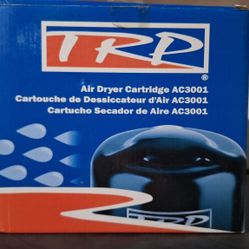 TRP
®
Air Dryer Cartridge AC3001
Cartouche de Dessiccateur d'Air AC3001
Cartucho Secador de Aire AC3001
TRP